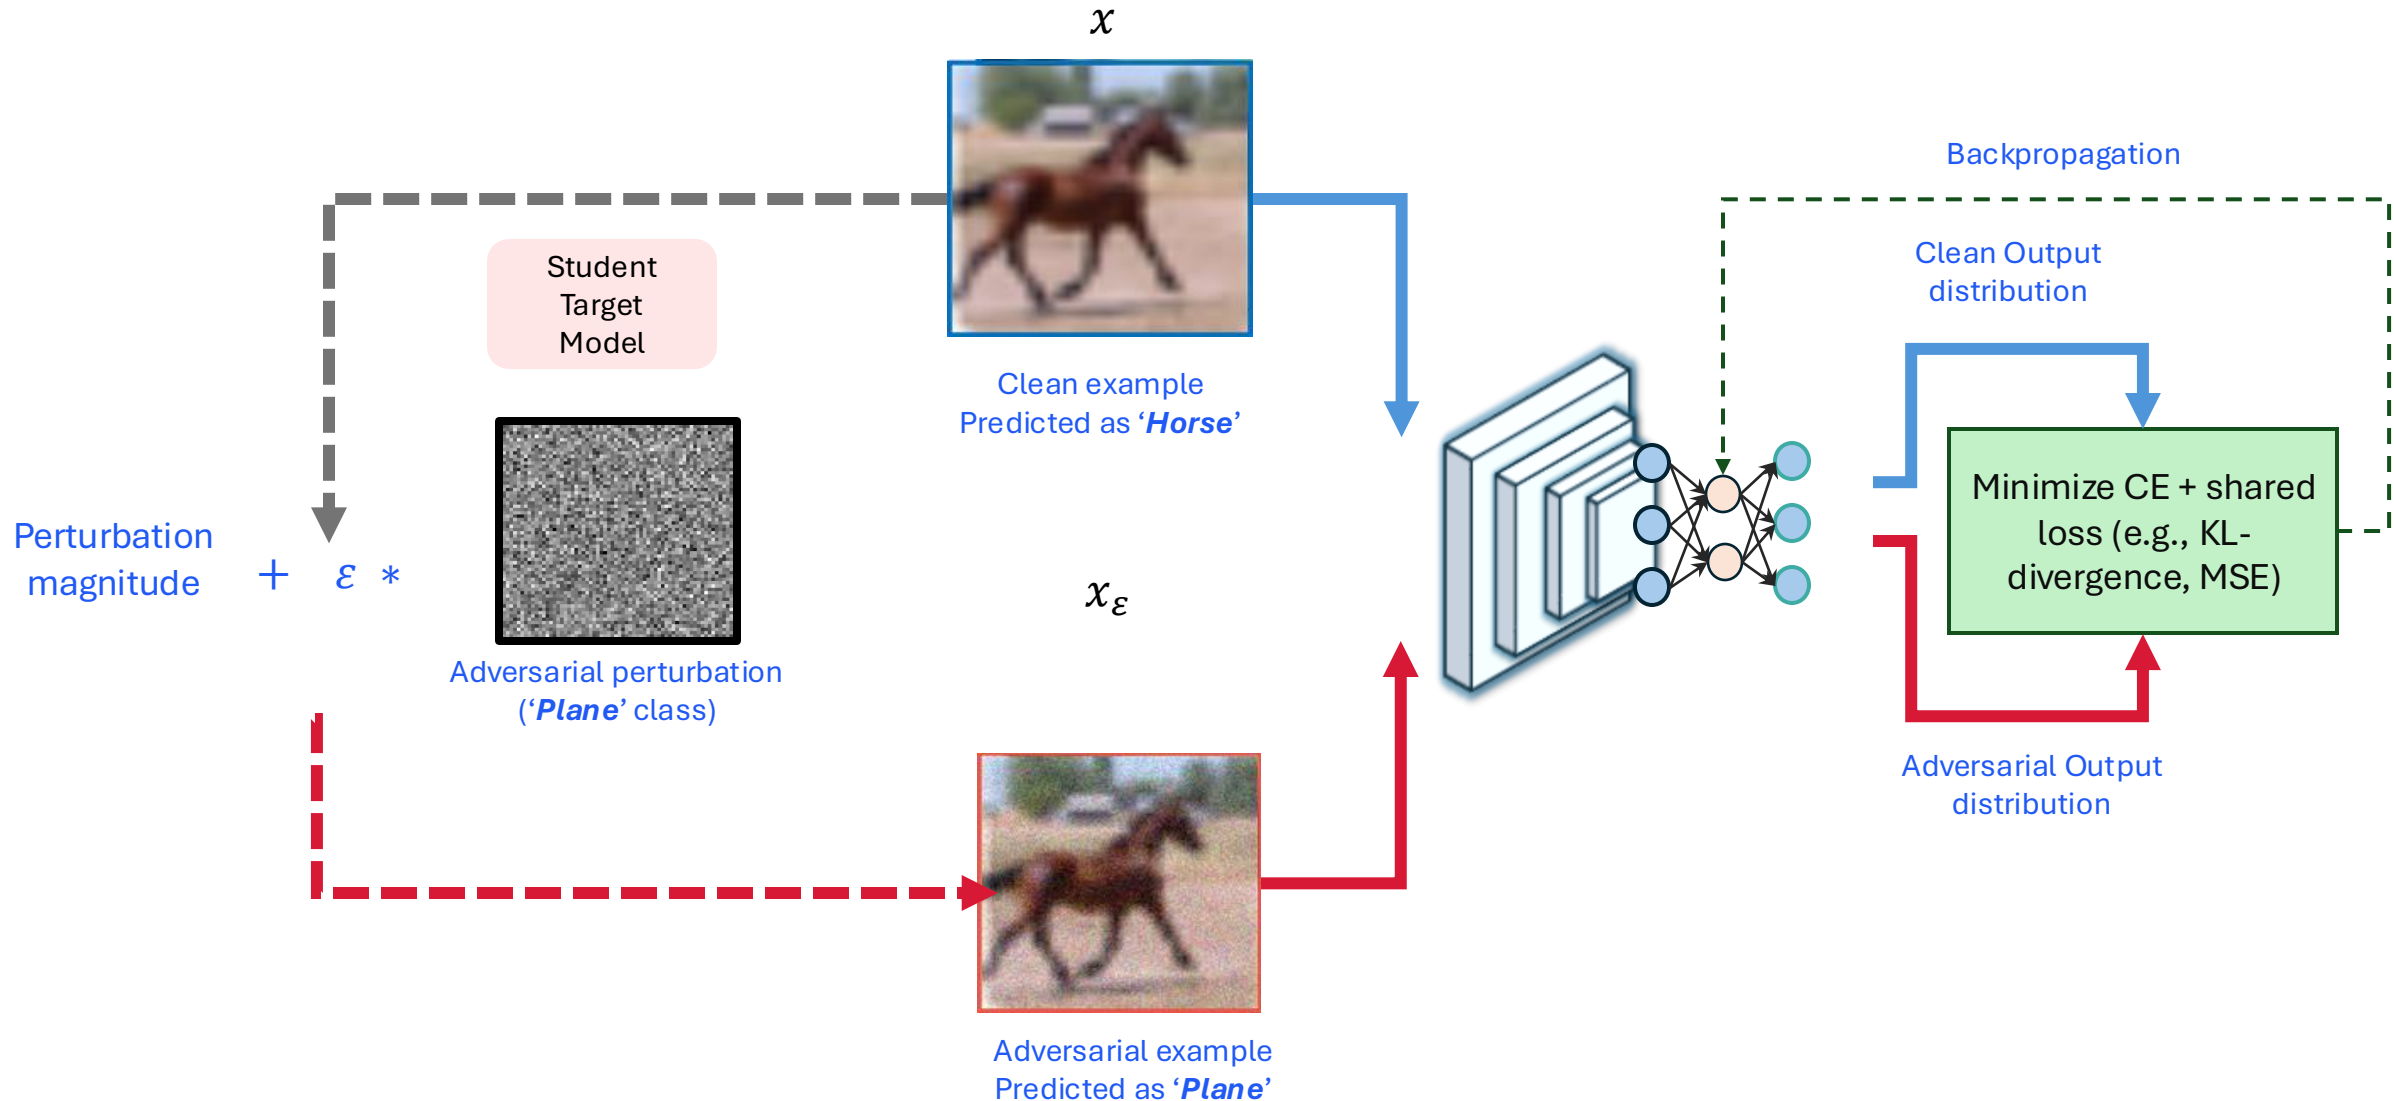 x
Student
Target
Model
Clean example
Predicted as ‘Horse’
Backpropagation
Clean Output
distribution
Perturbation
magnitude
+ ε *
Adversarial perturbation
(‘Plane’ class)
xε
Minimize CE + shared
loss (e.g., KL-
divergence, MSE)
Adversarial Output
distribution
Adversarial example
Predicted as ‘Plane’